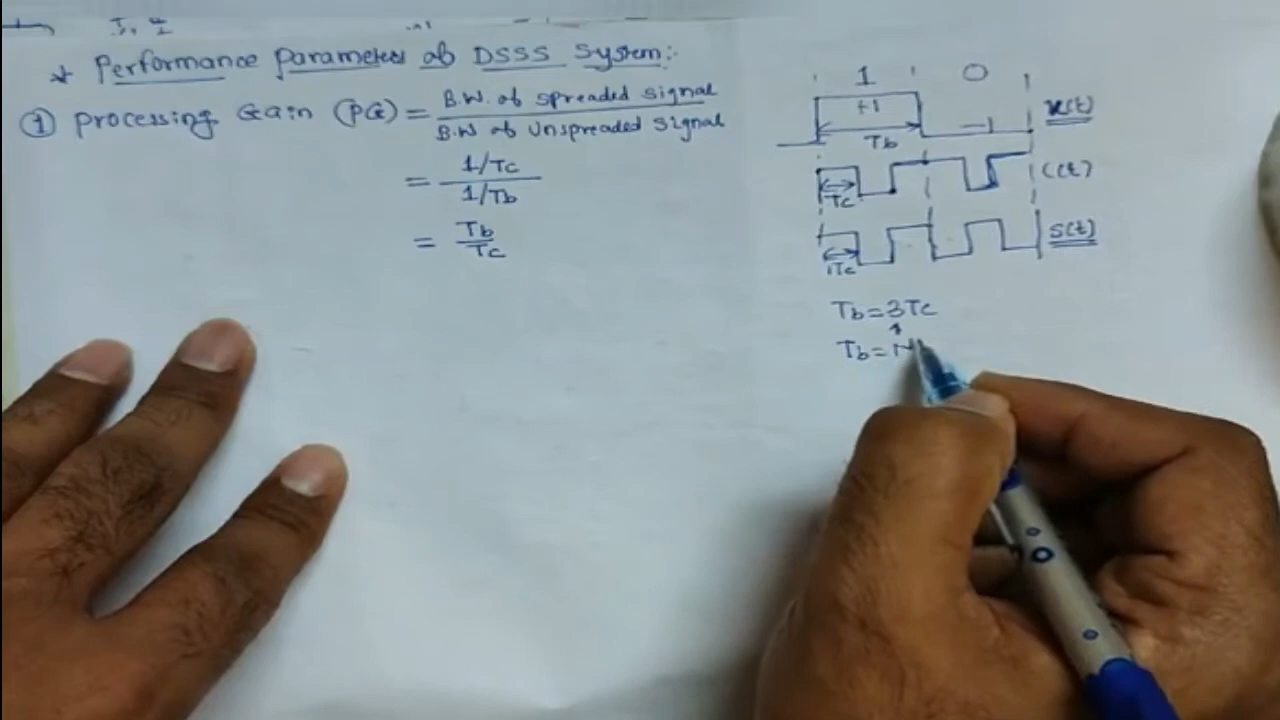 * Performance Parameters of DSSS System:-
① Processing Gain (PG) = B.W. of spreaded signal
B.W of Unspreaded Signal
= 1/Tc
1/Tb
= Tb
Tc
1 0
+1 x(t)
Tb -1
c(t)
Tc
s(t)
Tc
Tb = 3Tc
Tb = N